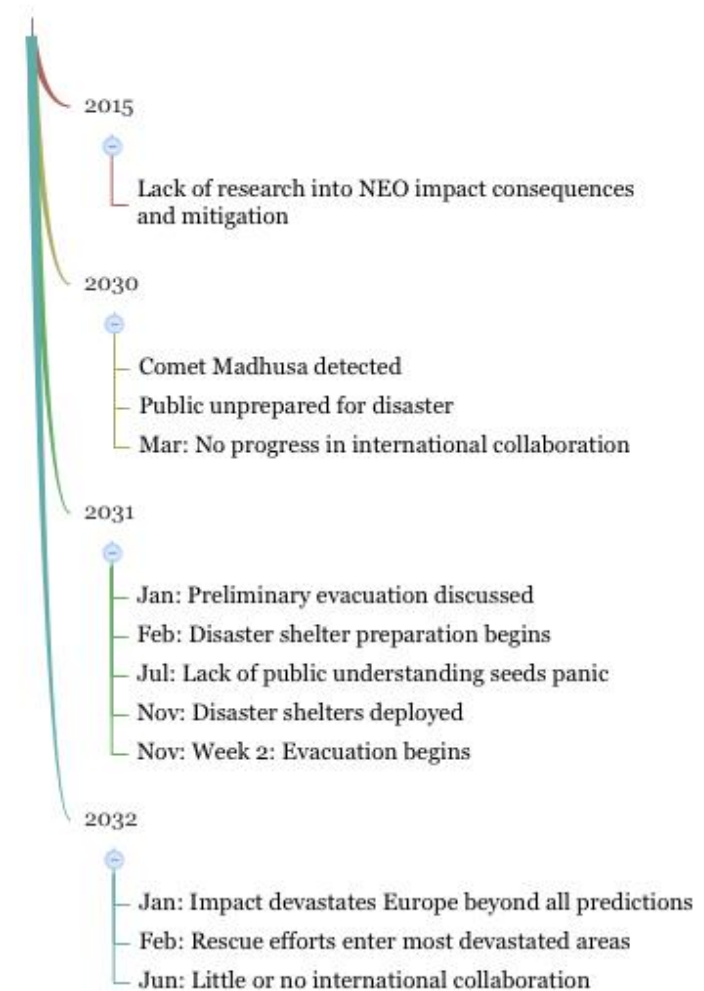 2015
Lack of research into NEO impact consequences
and mitigation
2030
Comet Madhusa detected
Public unprepared for disaster
Mar: No progress in international collaboration
2031
Jan: Preliminary evacuation discussed
Feb: Disaster shelter preparation begins
Jul: Lack of public understanding seeds panic
Nov: Disaster shelters deployed
Nov: Week 2: Evacuation begins
2032
Jan: Impact devastates Europe beyond all predictions
Feb: Rescue efforts enter most devastated areas
Jun: Little or no international collaboration